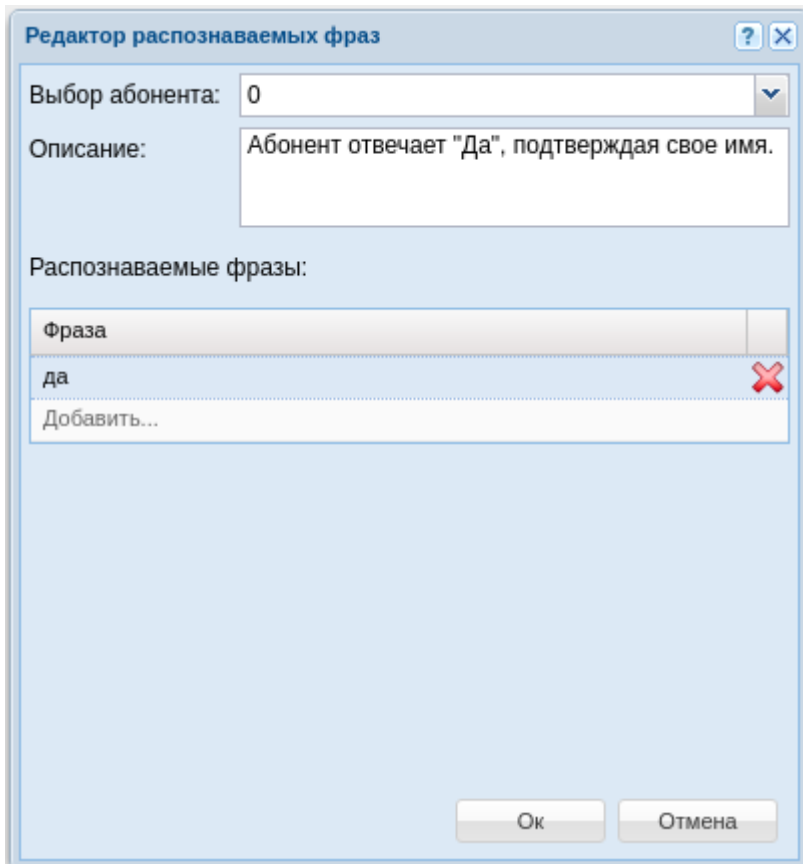 Редактор распознаваемых фраз ?
Выбор абонента: 0
Описание: Абонент отвечает "Да", подтверждая свое имя.
Распознаваемые фразы:
Фраза
да
Добавить...
Ок Отмена